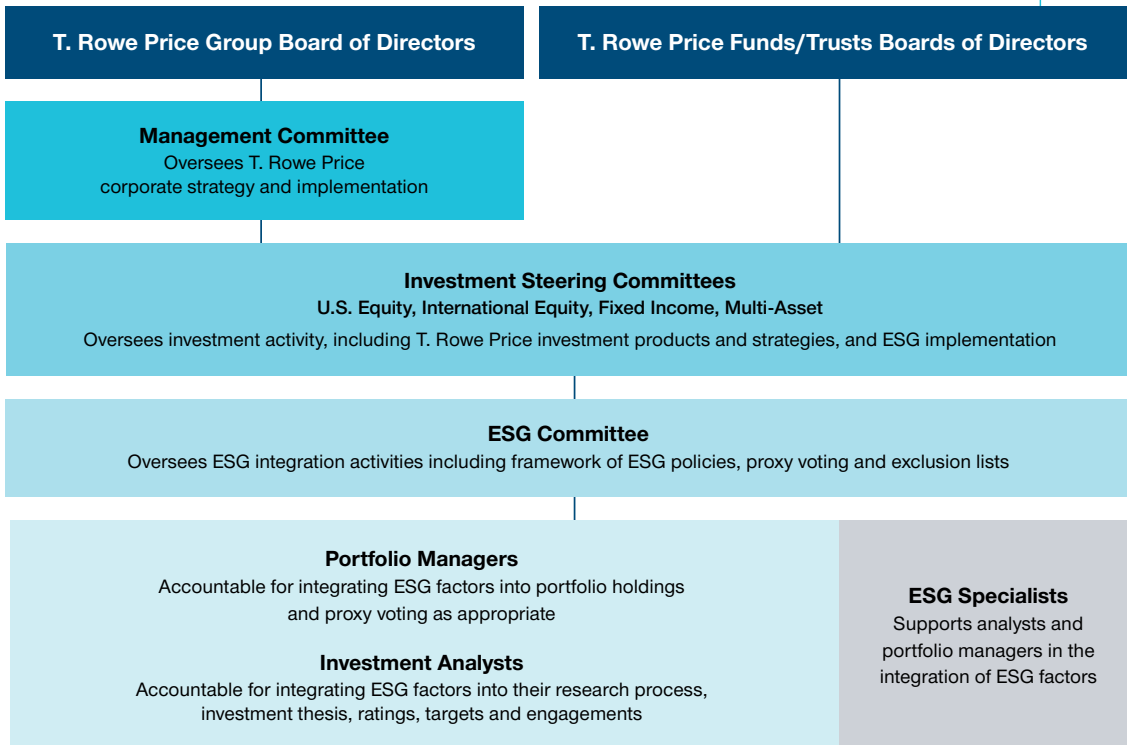 T. Rowe Price Group Board of Directors
T. Rowe Price Funds/Trusts Boards of Directors
Management Committee
Oversees T. Rowe Price
corporate strategy and implementation
Investment Steering Committees
U.S. Equity, International Equity, Fixed Income, Multi-Asset
Oversees investment activity, including T. Rowe Price investment products and strategies, and ESG implementation
ESG Committee
Oversees ESG integration activities including framework of ESG policies, proxy voting and exclusion lists
Portfolio Managers
Accountable for integrating ESG factors into portfolio holdings
and proxy voting as appropriate
Investment Analysts
Accountable for integrating ESG factors into their research process,
investment thesis, ratings, targets and engagements
ESG Specialists
Supports analysts and
portfolio managers in the
integration of ESG factors